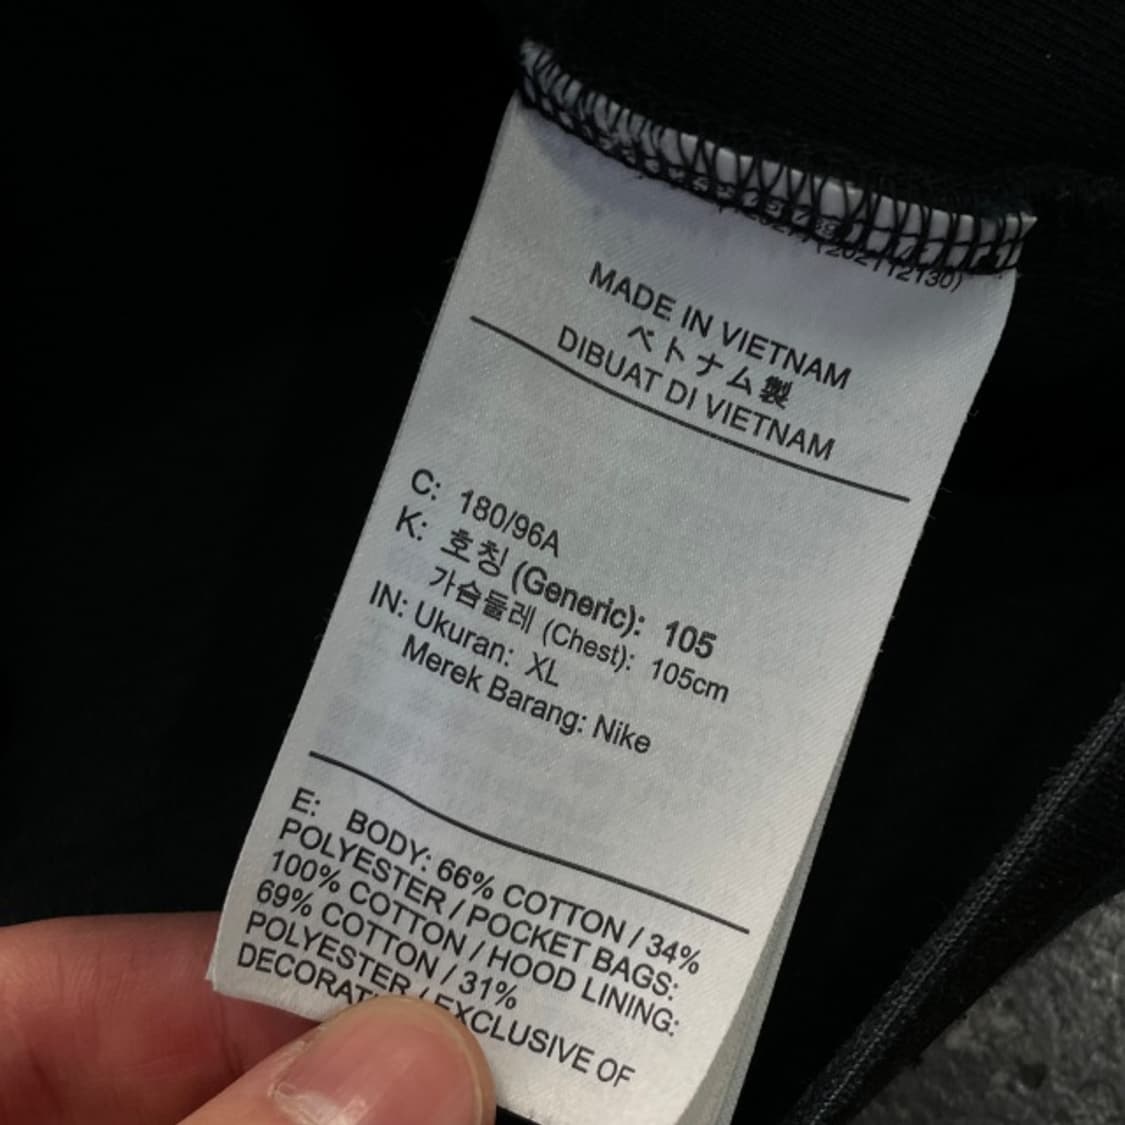 (202112130)
MADE IN VIETNAM
ベトナム製
DIBUAT DI VIETNAM
C: 180/96A
K: 호칭 (Generic): 105
가슴둘레 (Chest): 105cm
IN: Ukuran: XL
Merek Barang: Nike
E: BODY: 66% COTTON / 34%
POLYESTER / POCKET BAGS:
100% COTTON / HOOD LINING:
69% COTTON / 31%
POLYESTER / EXCLUSIVE OF